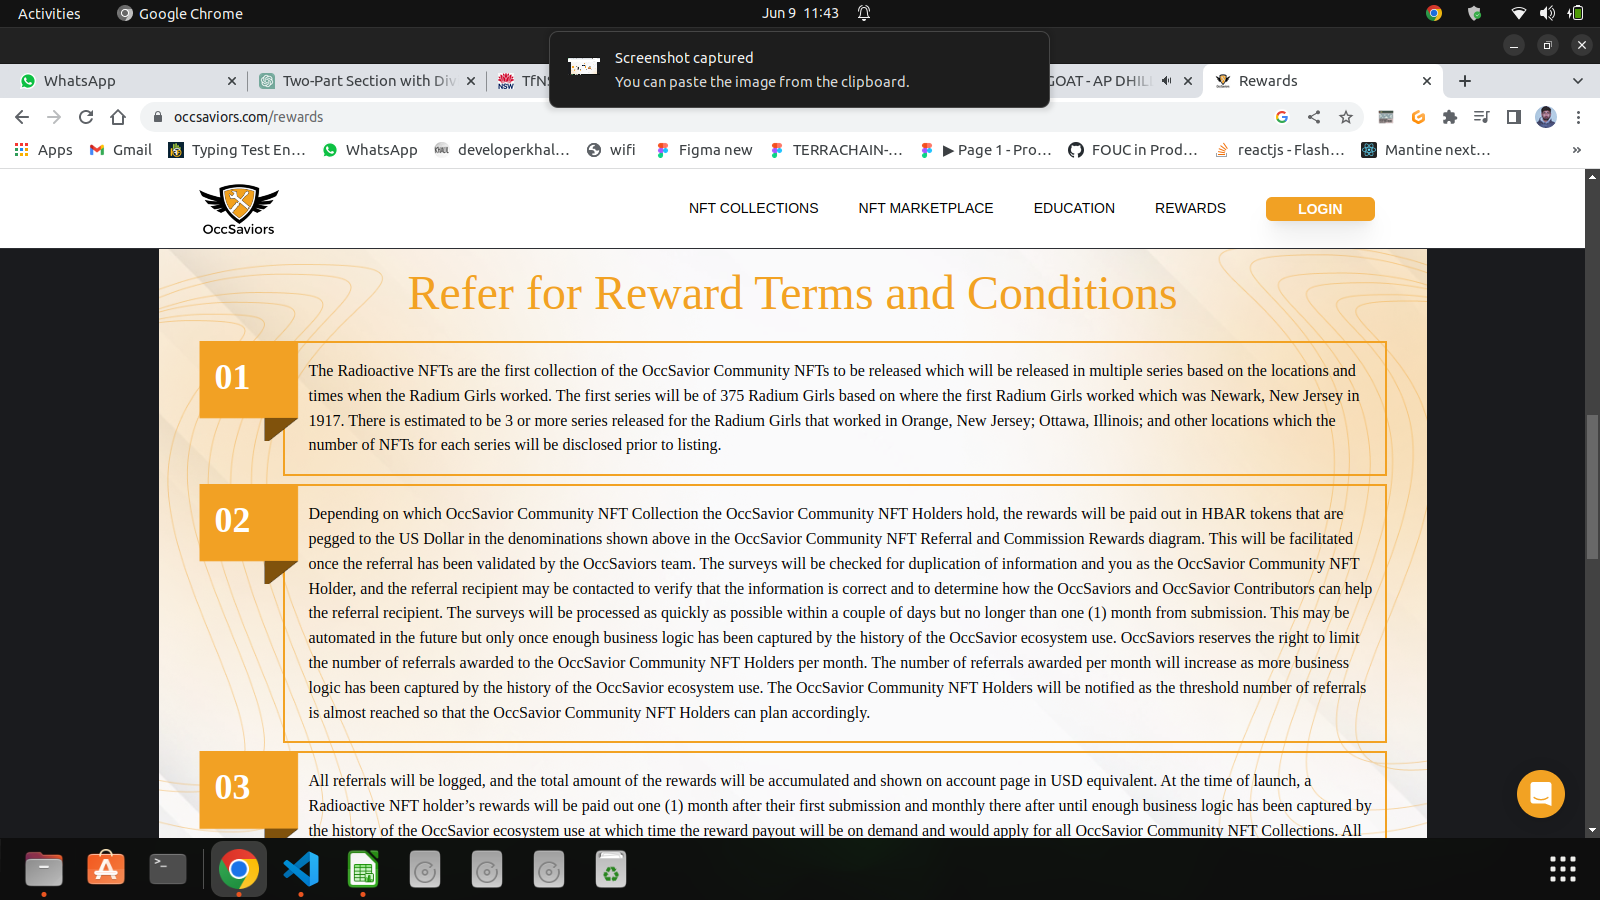 Activities
Google Chrome
Jun 9 11:43
Screenshot captured
You can paste the image from the clipboard.
WhatsApp
Two-Part Section with Div
TfNS
GOAT - AP DHIL
Rewards
occsaviors.com/rewards
Apps
Gmail
Typing Test En…
WhatsApp
developerkhal…
wifi
Figma new
TERRACHAIN-…
▶ Page 1 - Pro…
FOUC in Prod…
reactjs - Flash…
Mantine next…
»
OccSaviors
NFT COLLECTIONS
NFT MARKETPLACE
EDUCATION
REWARDS
LOGIN
Refer for Reward Terms and Conditions
01
The Radioactive NFTs are the first collection of the OccSavior Community NFTs to be released which will be released in multiple series based on the locations and
times when the Radium Girls worked. The first series will be of 375 Radium Girls based on where the first Radium Girls worked which was Newark, New Jersey in
1917. There is estimated to be 3 or more series released for the Radium Girls that worked in Orange, New Jersey; Ottawa, Illinois; and other locations which the
number of NFTs for each series will be disclosed prior to listing.
02
Depending on which OccSavior Community NFT Collection the OccSavior Community NFT Holders hold, the rewards will be paid out in HBAR tokens that are
pegged to the US Dollar in the denominations shown above in the OccSavior Community NFT Referral and Commission Rewards diagram. This will be facilitated
once the referral has been validated by the OccSaviors team. The surveys will be checked for duplication of information and you as the OccSavior Community NFT
Holder, and the referral recipient may be contacted to verify that the information is correct and to determine how the OccSaviors and OccSavior Contributors can help
the referral recipient. The surveys will be processed as quickly as possible within a couple of days but no longer than one (1) month from submission. This may be
automated in the future but only once enough business logic has been captured by the history of the OccSavior ecosystem use. OccSaviors reserves the right to limit
the number of referrals awarded to the OccSavior Community NFT Holders per month. The number of referrals awarded per month will increase as more business
logic has been captured by the history of the OccSavior ecosystem use. The OccSavior Community NFT Holders will be notified as the threshold number of referrals
is almost reached so that the OccSavior Community NFT Holders can plan accordingly.
03
All referrals will be logged, and the total amount of the rewards will be accumulated and shown on account page in USD equivalent. At the time of launch, a
Radioactive NFT holder’s rewards will be paid out one (1) month after their first submission and monthly there after until enough business logic has been captured by
the history of the OccSavior ecosystem use at which time the reward payout will be on demand and would apply for all OccSavior Community NFT Collections. All